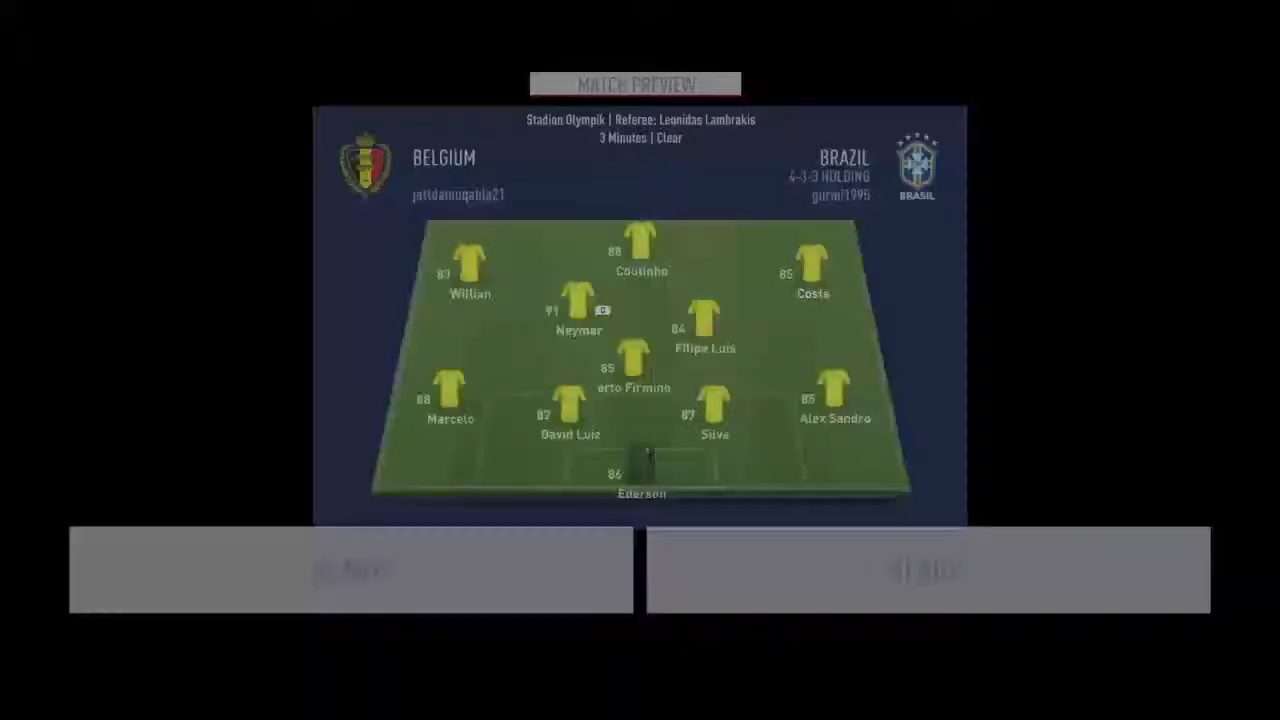 MATCH PREVIEW
Stadion Olympik | Referee: Leonidas Lambrakis
3 Minutes | Clear
BELGIUM
BRAZIL
4-3-3 HOLDING
jattdamuqabla21
gurmi1995
BRASIL
88
Coutinho
83
Willian
85
Costa
91
C
Neymar
84
Filipe Luis
85
erto Firmino
88
Marcelo
87
David Luiz
87
Silva
85
Alex Sandro
86
Ederson